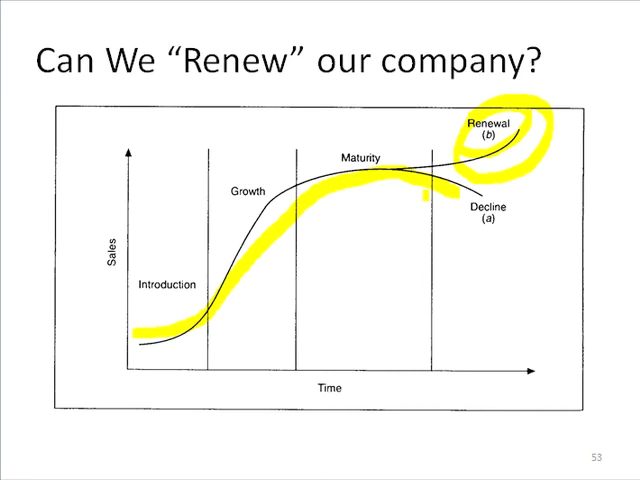 Can We “Renew” our company?
Renewal
(b)
Maturity
Growth
Decline
(a)
Sales
Introduction
Time
53